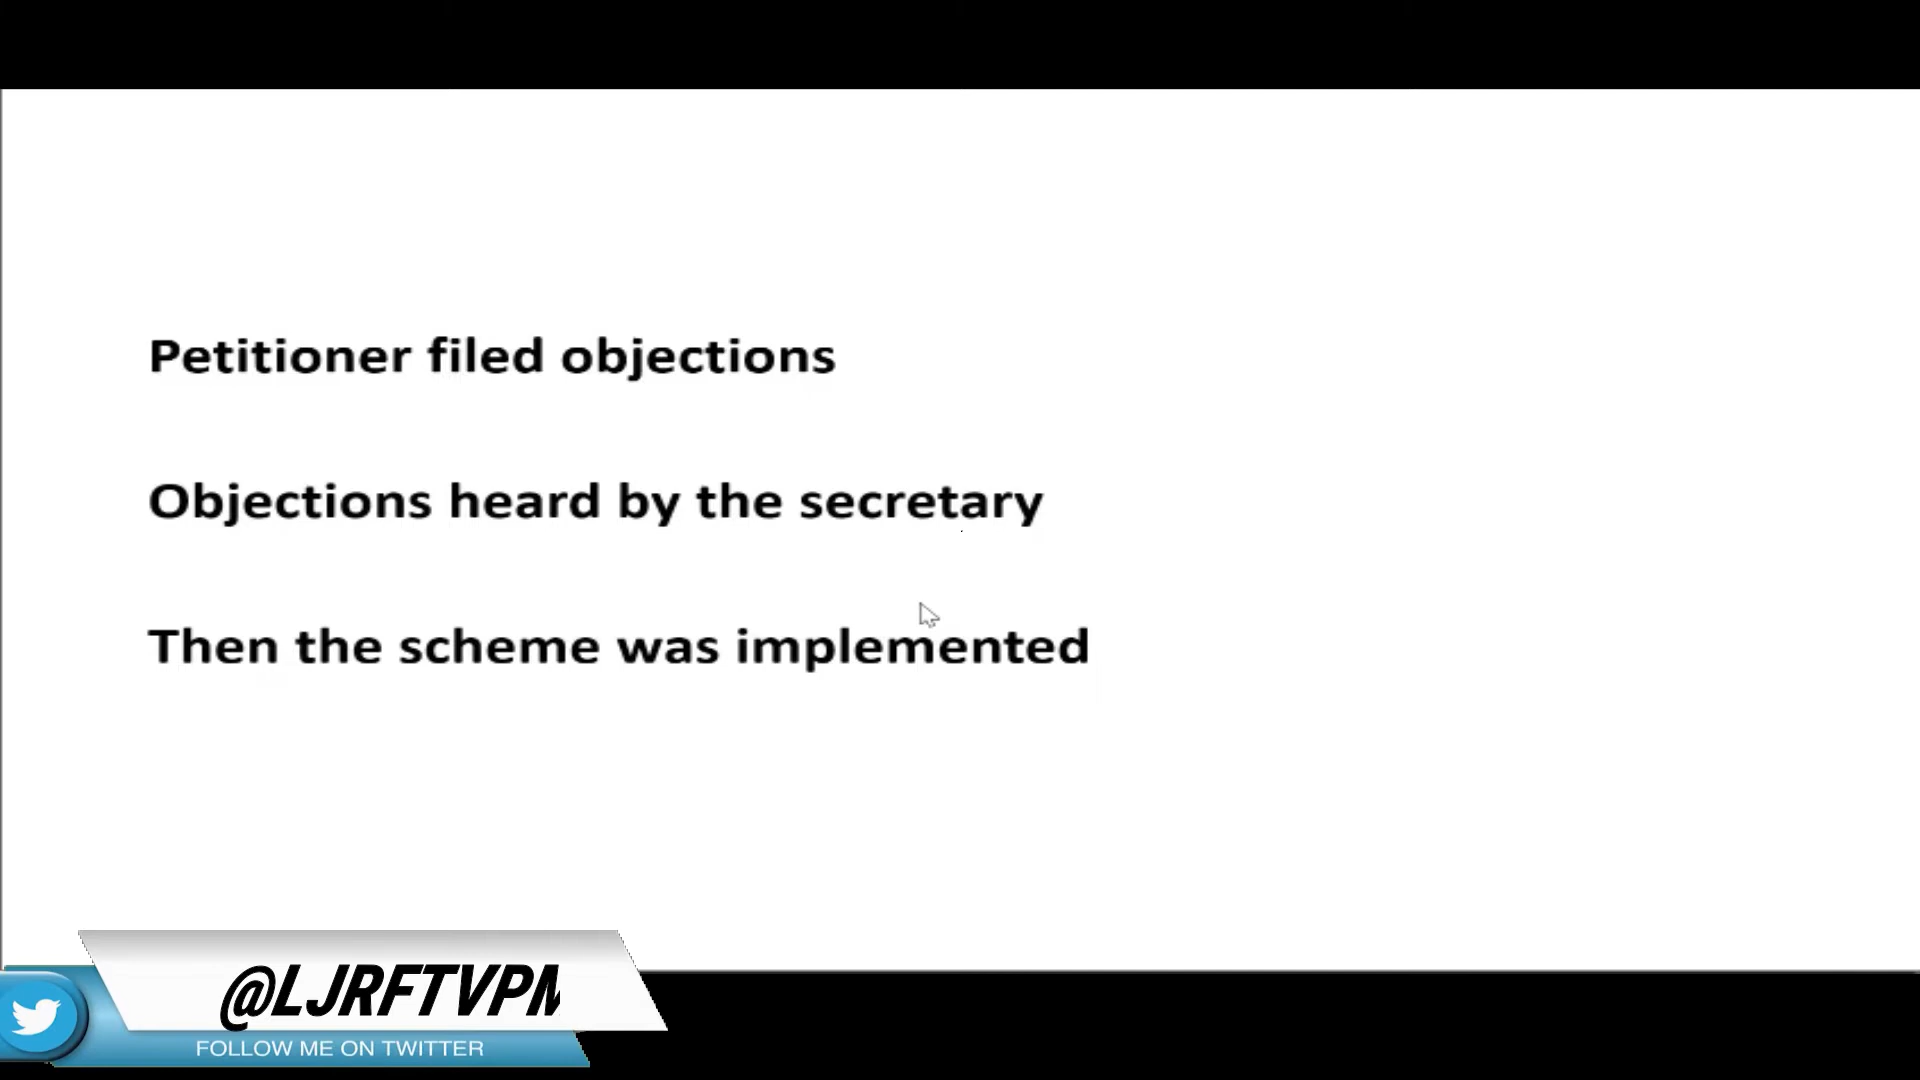 Petitioner filed objections
Objections heard by the secretary
Then the scheme was implemented
@LJRFTVPM
FOLLOW ME ON TWITTER